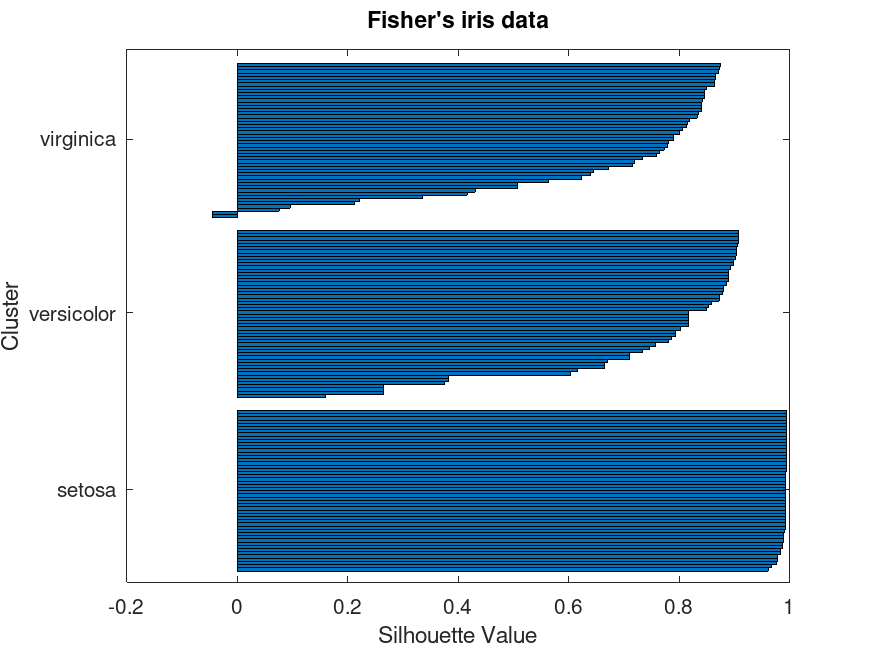 Fisher's iris data
virginica
versicolor
setosa
Cluster
-0.2 0 0.2 0.4 0.6 0.8 1
Silhouette Value